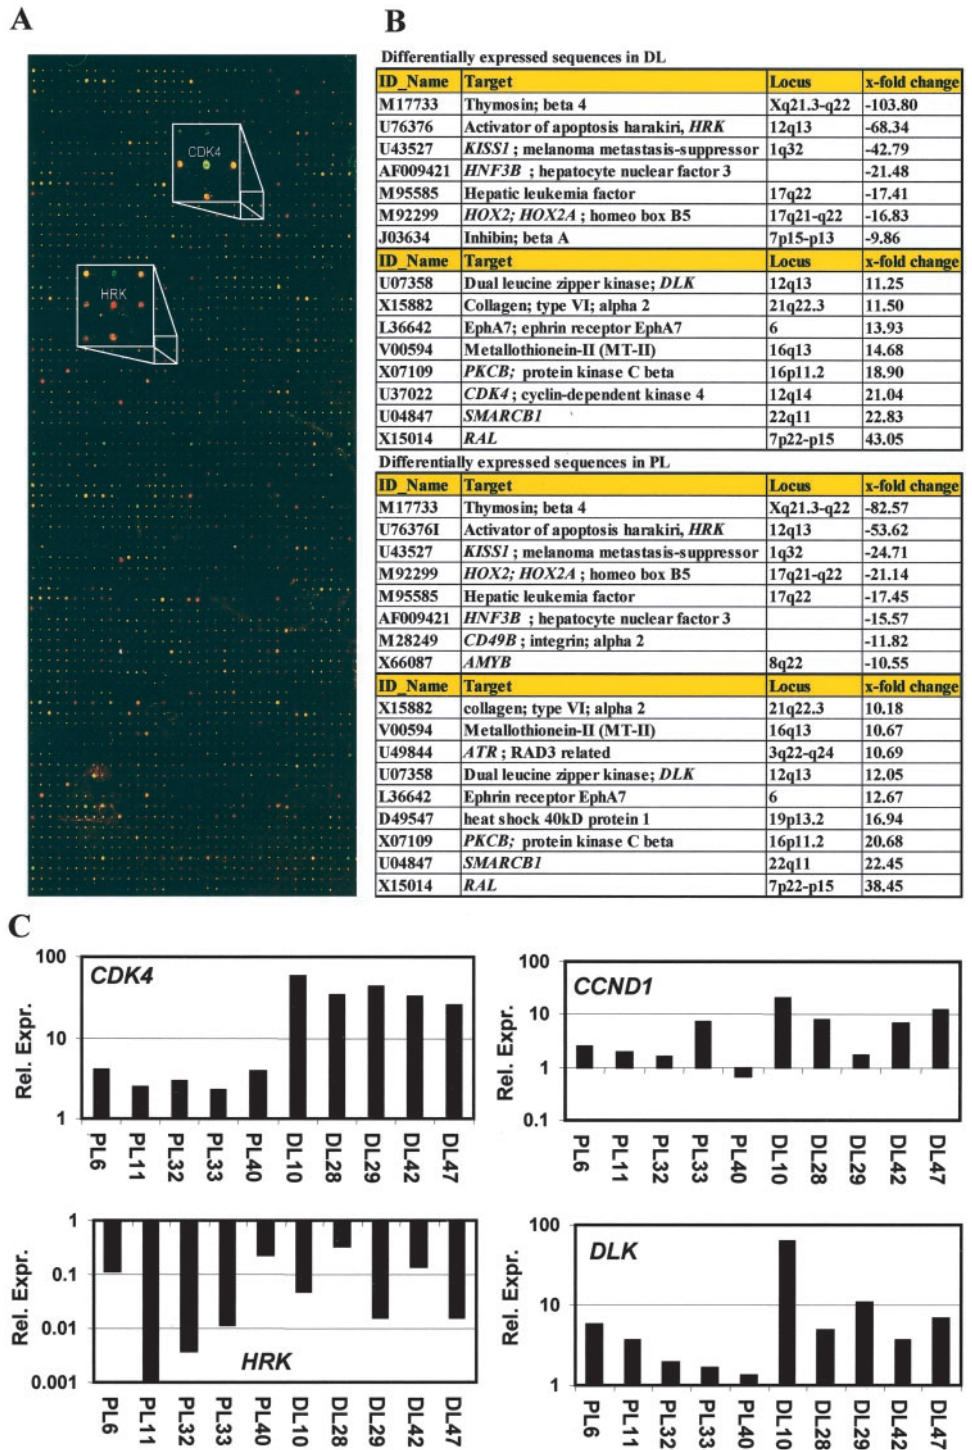 A
B
CDK4
HRK
Differentially expressed sequences in DL
ID_Name Target Locus x-fold change
M17733 Thymosin; beta 4 Xq21.3-q22 -103.80
U76376 Activator of apoptosis harakiri, HRK 12q13 -68.34
U43527 KISS1 ; melanoma metastasis-suppressor 1q32 -42.79
AF009421 HNF3B ; hepatocyte nuclear factor 3 -21.48
M95585 Hepatic leukemia factor 17q22 -17.41
M92299 HOX2; HOX2A ; homeo box B5 17q21-q22 -16.83
J03634 Inhibin; beta A 7p15-p13 -9.86
ID_Name Target Locus x-fold change
U07358 Dual leucine zipper kinase; DLK 12q13 11.25
X15882 Collagen; type VI; alpha 2 21q22.3 11.50
L36642 EphA7; ephrin receptor EphA7 6 13.93
V00594 Metallothionein-II (MT-II) 16q13 14.68
X07109 PKCB; protein kinase C beta 16p11.2 18.90
U37022 CDK4 ; cyclin-dependent kinase 4 12q14 21.04
U04847 SMARCB1 22q11 22.83
X15014 RAL 7p22-p15 43.05
Differentially expressed sequences in PL
ID_Name Target Locus x-fold change
M17733 Thymosin; beta 4 Xq21.3-q22 -82.57
U76376I Activator of apoptosis harakiri, HRK 12q13 -53.62
U43527 KISS1 ; melanoma metastasis-suppressor 1q32 -24.71
M92299 HOX2; HOX2A ; homeo box B5 17q21-q22 -21.14
M95585 Hepatic leukemia factor 17q22 -17.45
AF009421 HNF3B ; hepatocyte nuclear factor 3 -15.57
M28249 CD49B ; integrin; alpha 2 -11.82
X66087 AMYB 8q22 -10.55
ID_Name Target Locus x-fold change
X15882 collagen; type VI; alpha 2 21q22.3 10.18
V00594 Metallothionein-II (MT-II) 16q13 10.67
U49844 ATR ; RAD3 related 3q22-q24 10.69
U07358 Dual leucine zipper kinase; DLK 12q13 12.05
L36642 Ephrin receptor EphA7 6 12.67
D49547 heat shock 40kD protein 1 19p13.2 16.94
X07109 PKCB; protein kinase C beta 16p11.2 20.68
U04847 SMARCB1 22q11 22.45
X15014 RAL 7p22-p15 38.45
C
CDK4
Rel. Expr.
100
10
1
PL6 PL11 PL32 PL33 PL40 DL10 DL28 DL29 DL42 DL47
CCND1
Rel. Expr.
100
10
1
0.1
PL6 PL11 PL32 PL33 PL40 DL10 DL28 DL29 DL42 DL47
HRK
Rel. Expr.
1
0.1
0.01
0.001
PL6 PL11 PL32 PL33 PL40 DL10 DL28 DL29 DL42 DL47
DLK
Rel. Expr.
100
10
1
PL6 PL11 PL32 PL33 PL40 DL10 DL28 DL29 DL42 DL47